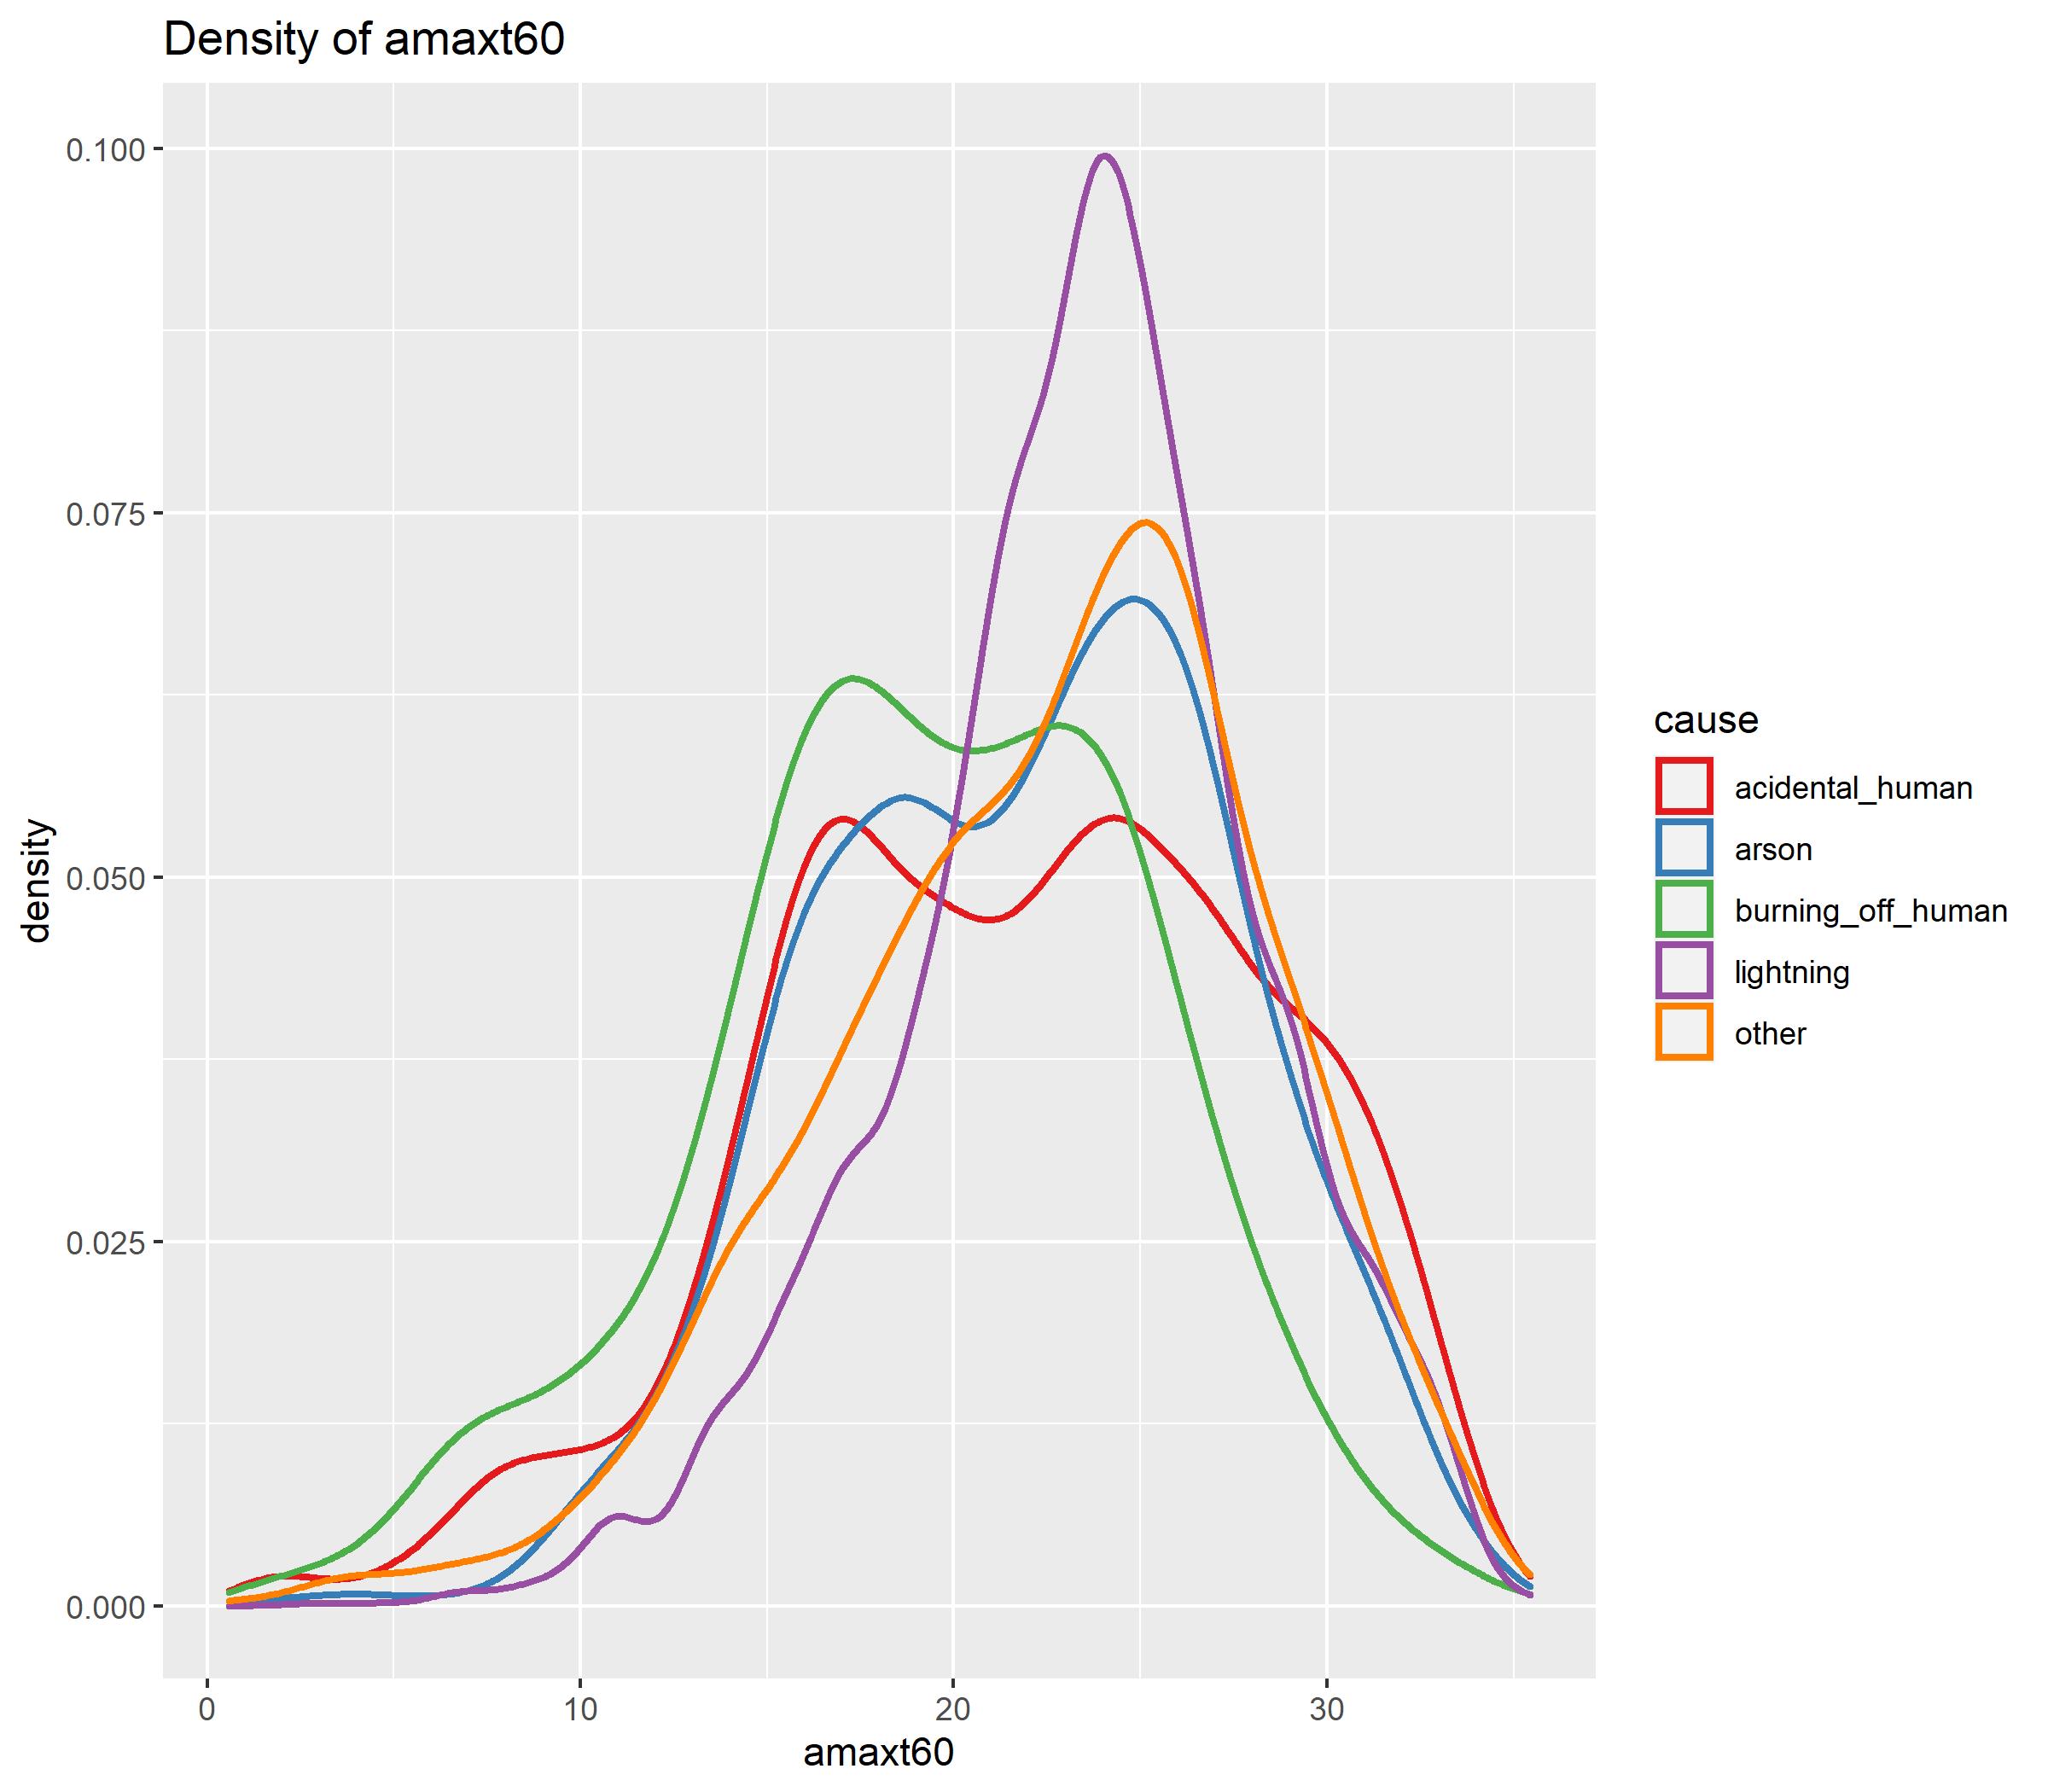 Density of amaxt60
0.100
0.075
0.050
0.025
0.000
density
0
10
20
30
amaxt60
cause
acidental_human
arson
burning_off_human
lightning
other